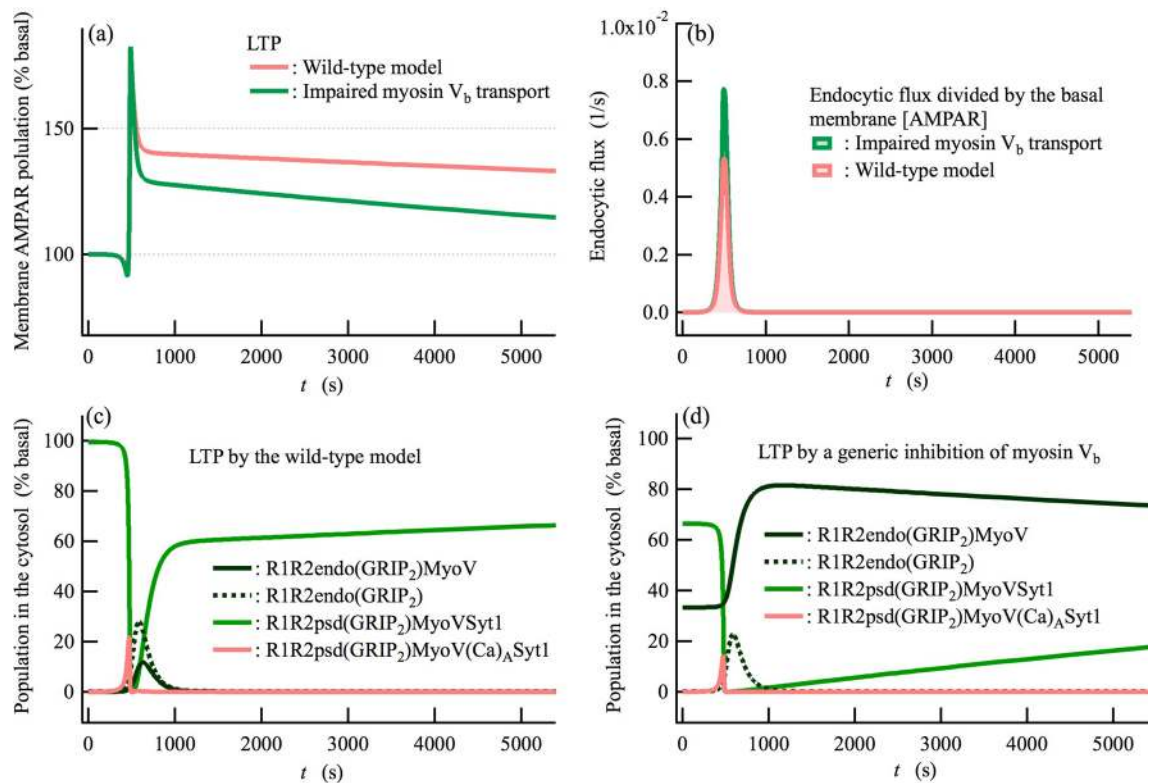 (a)
LTP
: Wild-type model
: Impaired myosin Vb transport
Membrane AMPAR polulation (% basal)
150
100
0 1000 2000 3000 4000 5000
t (s)
(b)
1.0x10-2
0.8
0.6
0.4
0.2
0.0
Endocytic flux (1/s)
Endocytic flux divided by the basal
membrane [AMPAR]
: Impaired myosin Vb transport
: Wild-type model
0 1000 2000 3000 4000 5000
t (s)
(c)
LTP by the wild-type model
Population in the cytosol (% basal)
100
80
60
40
20
0
: R1R2endo(GRIP2)MyoV
: R1R2endo(GRIP2)
: R1R2psd(GRIP2)MyoVSyt1
: R1R2psd(GRIP2)MyoV(Ca)ASyt1
0 1000 2000 3000 4000 5000
t (s)
(d)
LTP by a generic inhibition of myosin Vb
Population in the cytosol (% basal)
100
80
60
40
20
0
: R1R2endo(GRIP2)MyoV
: R1R2endo(GRIP2)
: R1R2psd(GRIP2)MyoVSyt1
: R1R2psd(GRIP2)MyoV(Ca)ASyt1
0 1000 2000 3000 4000 5000
t (s)